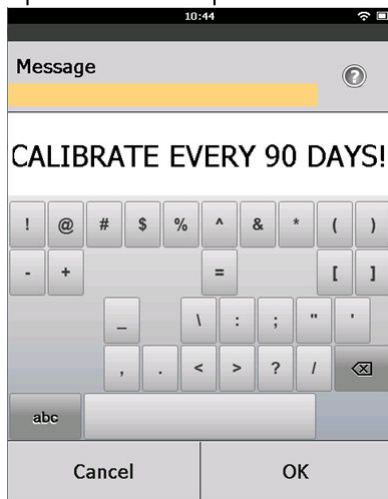 10:44
Message
?
CALIBRATE EVERY 90 DAYS!
! @ # $ % ^ & * ( )
- + = [ ]
_ \ : ; " '
, . < > ? /
abc
Cancel OK